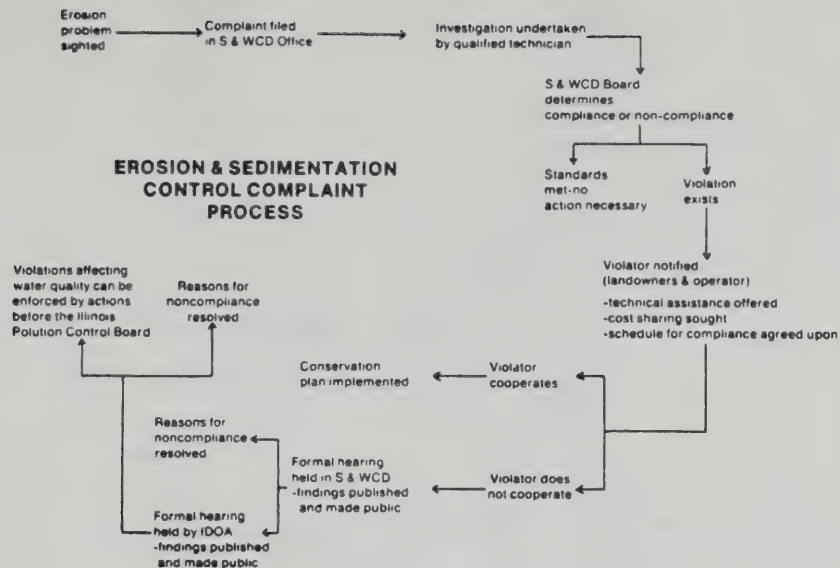 Erosion
problem
sighted
Complaint filed
in S & WCD Office
Investigation undertaken
by qualified technician
S & WCD Board
determines
compliance or non-compliance
EROSION & SEDIMENTATION
CONTROL COMPLAINT
PROCESS
Standards
met-no
action necessary
Violation
exists
Violator notified
(landowners & operator)
-technical assistance offered
-cost sharing sought
-schedule for compliance agreed upon
Violations affecting
water quality can be
enforced by actions
before the Illinois
Polution Control Board
Reasons for
noncompliance
resolved
Conservation
plan implemented
Violator
cooperates
Reasons for
noncompliance
resolved
Formal hearing
held in S & WCD
-findings published
and made public
Violator does
not cooperate
Formal hearing
held by IDOA
-findings published
and made public